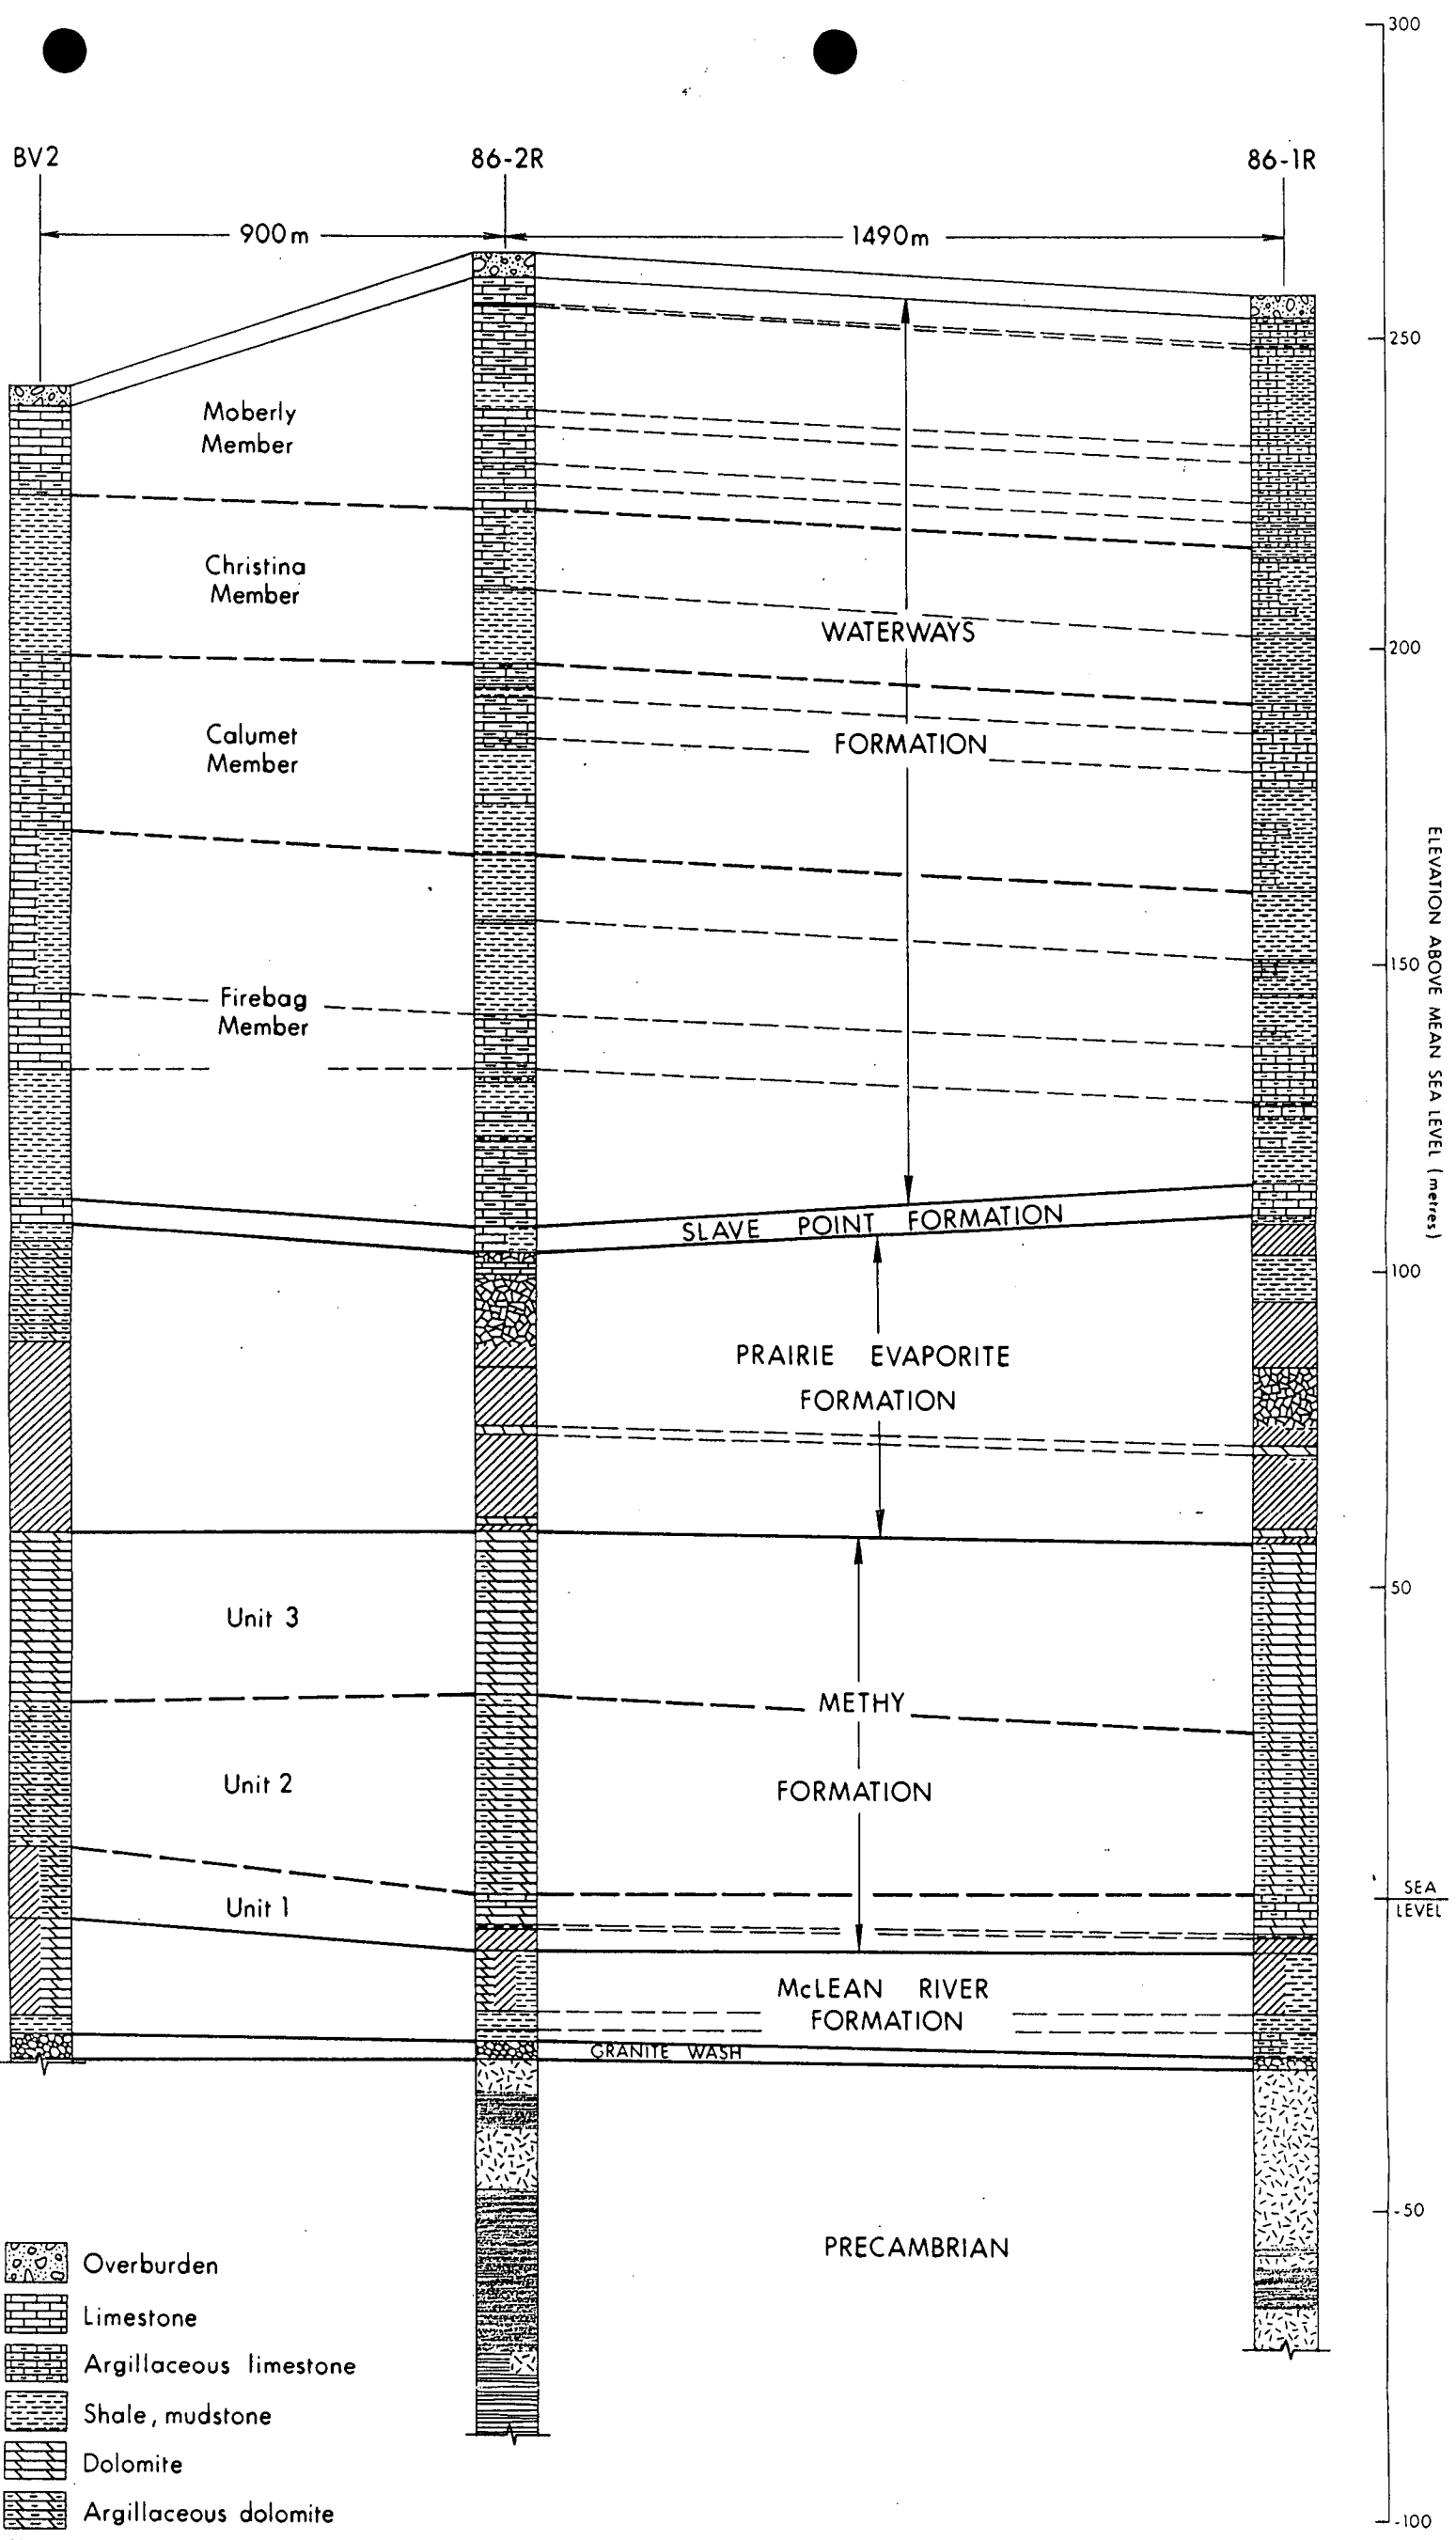 300
BV2
86-2R
86-1R
900m
1490m
250
Moberly
Member
Christina
Member
WATERWAYS
200
Calumet
Member
FORMATION
ELEVATION ABOVE MEAN SEA LEVEL (metres)
150
Firebag
Member
SLAVE POINT FORMATION
100
PRAIRIE EVAPORITE
FORMATION
50
Unit 3
METHY
Unit 2
FORMATION
SEA
LEVEL
Unit 1
McLEAN RIVER
FORMATION
GRANITE WASH
-50
PRECAMBRIAN
Overburden
Limestone
Argillaceous limestone
Shale, mudstone
Dolomite
Argillaceous dolomite
-100